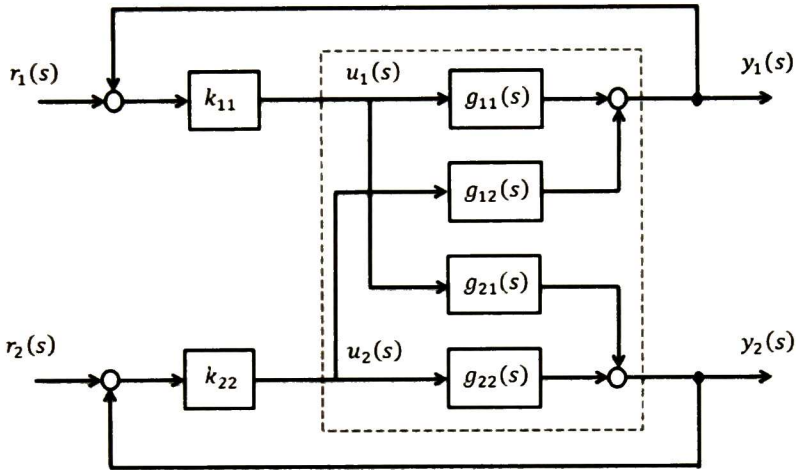 r₁(s)
k₁₁
u₁(s)
g₁₁(s)
y₁(s)
g₁₂(s)
g₂₁(s)
r₂(s)
k₂₂
u₂(s)
g₂₂(s)
y₂(s)